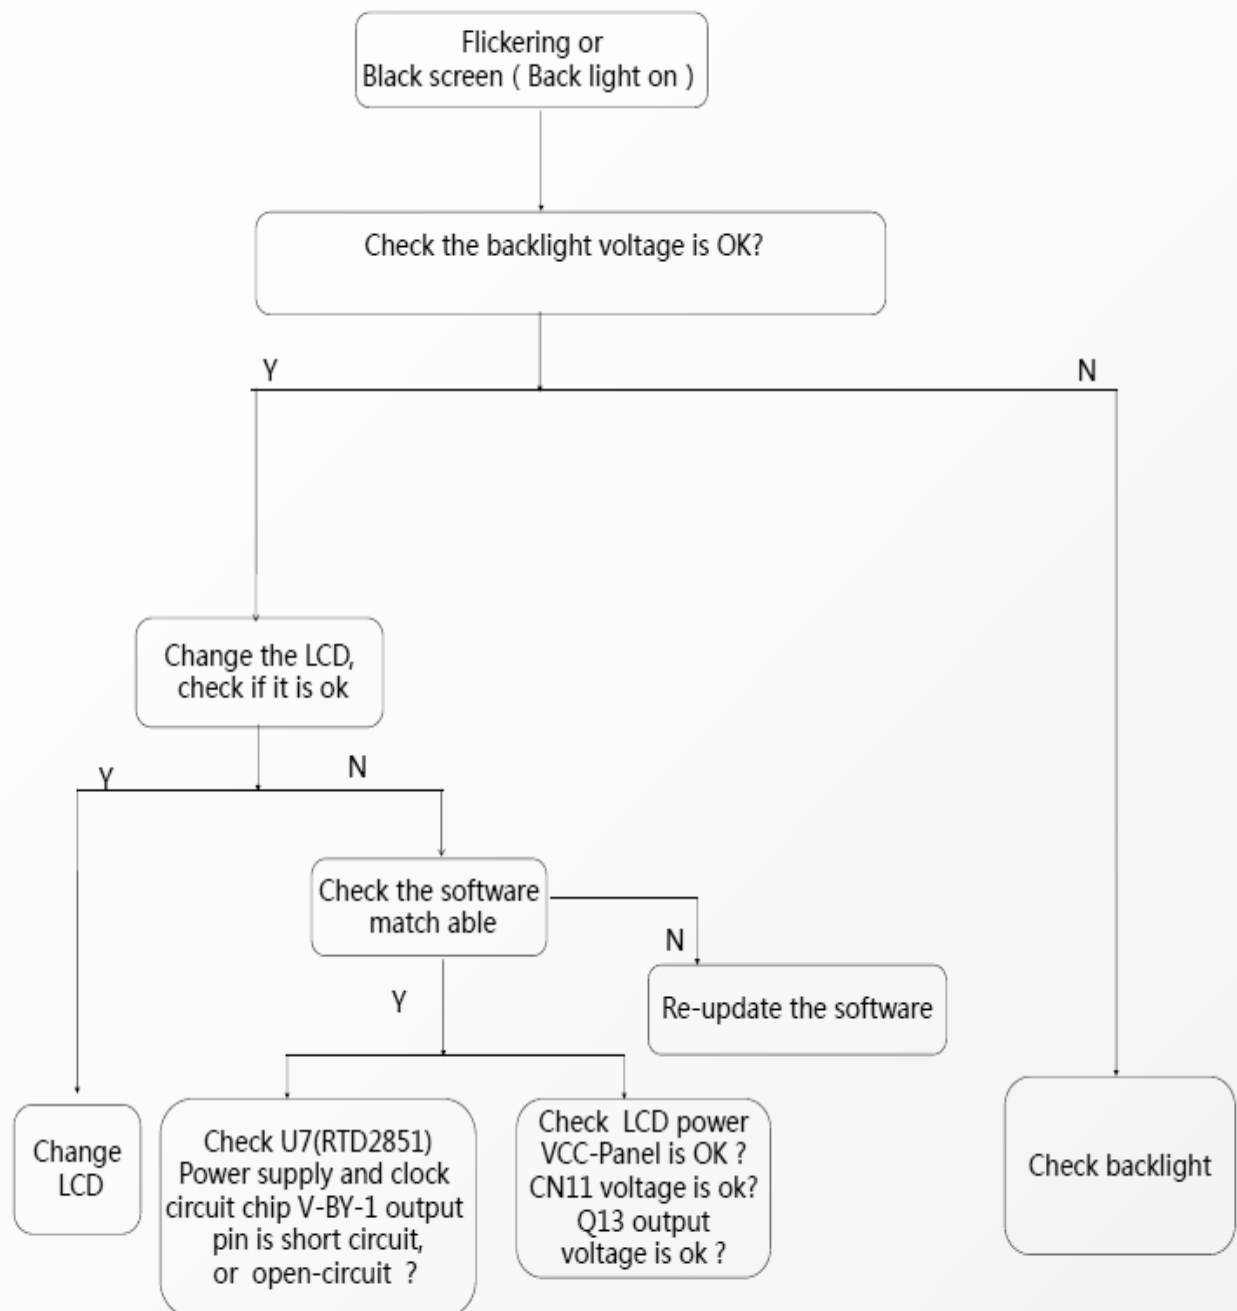 Flickering or
Black screen ( Back light on )
Check the backlight voltage is OK?
Y
N
Change the LCD,
check if it is ok
Y
N
Check the software
match able
N
Y
Re-update the software
Change
LCD
Check U7(RTD2851)
Power supply and clock
circuit chip V-BY-1 output
pin is short circuit,
or open-circuit ?
Check LCD power
VCC-Panel is OK ?
CN11 voltage is ok?
Q13 output
voltage is ok ?
Check backlight